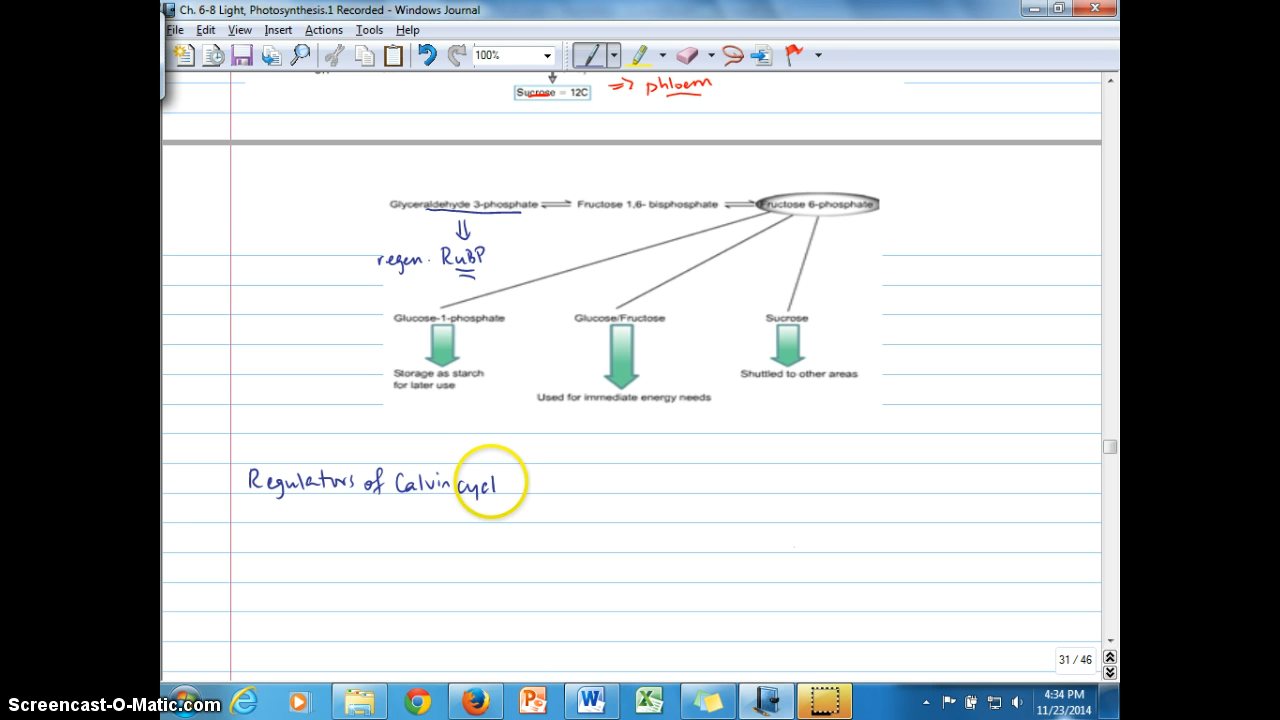 Ch. 6-8 Light, Photosynthesis.1 Recorded - Windows Journal
File Edit View Insert Actions Tools Help
100%
Sucrose = 12C => phloem
Glyceraldehyde 3-phosphate Fructose 1,6- bisphosphate Fructose 6-phosphate
regen. RuBP
Glucose-1-phosphate Glucose/Fructose Sucrose
Storage as starch
for later use
Shuttled to other areas
Used for immediate energy needs
Regulators of Calvin cycl
31 / 46
4:34 PM
11/23/2014
Screencast-O-Matic.com